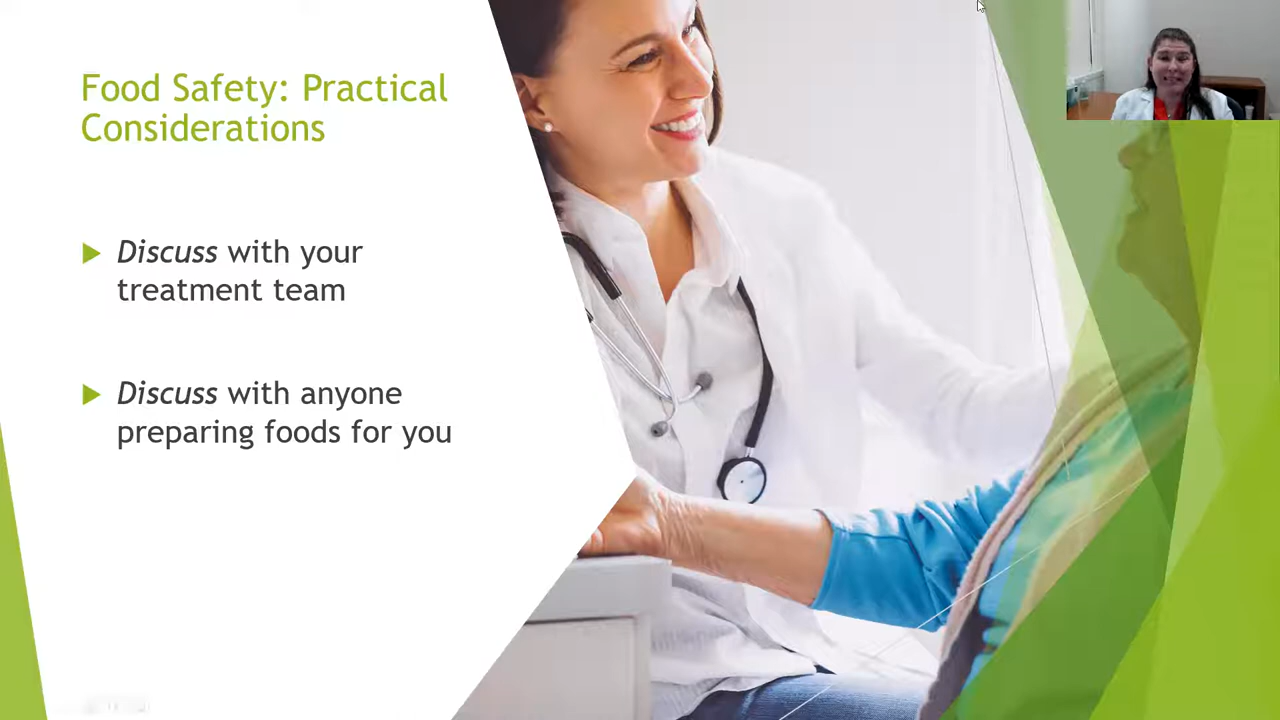 Food Safety: Practical
Considerations
Discuss with your
treatment team
Discuss with anyone
preparing foods for you